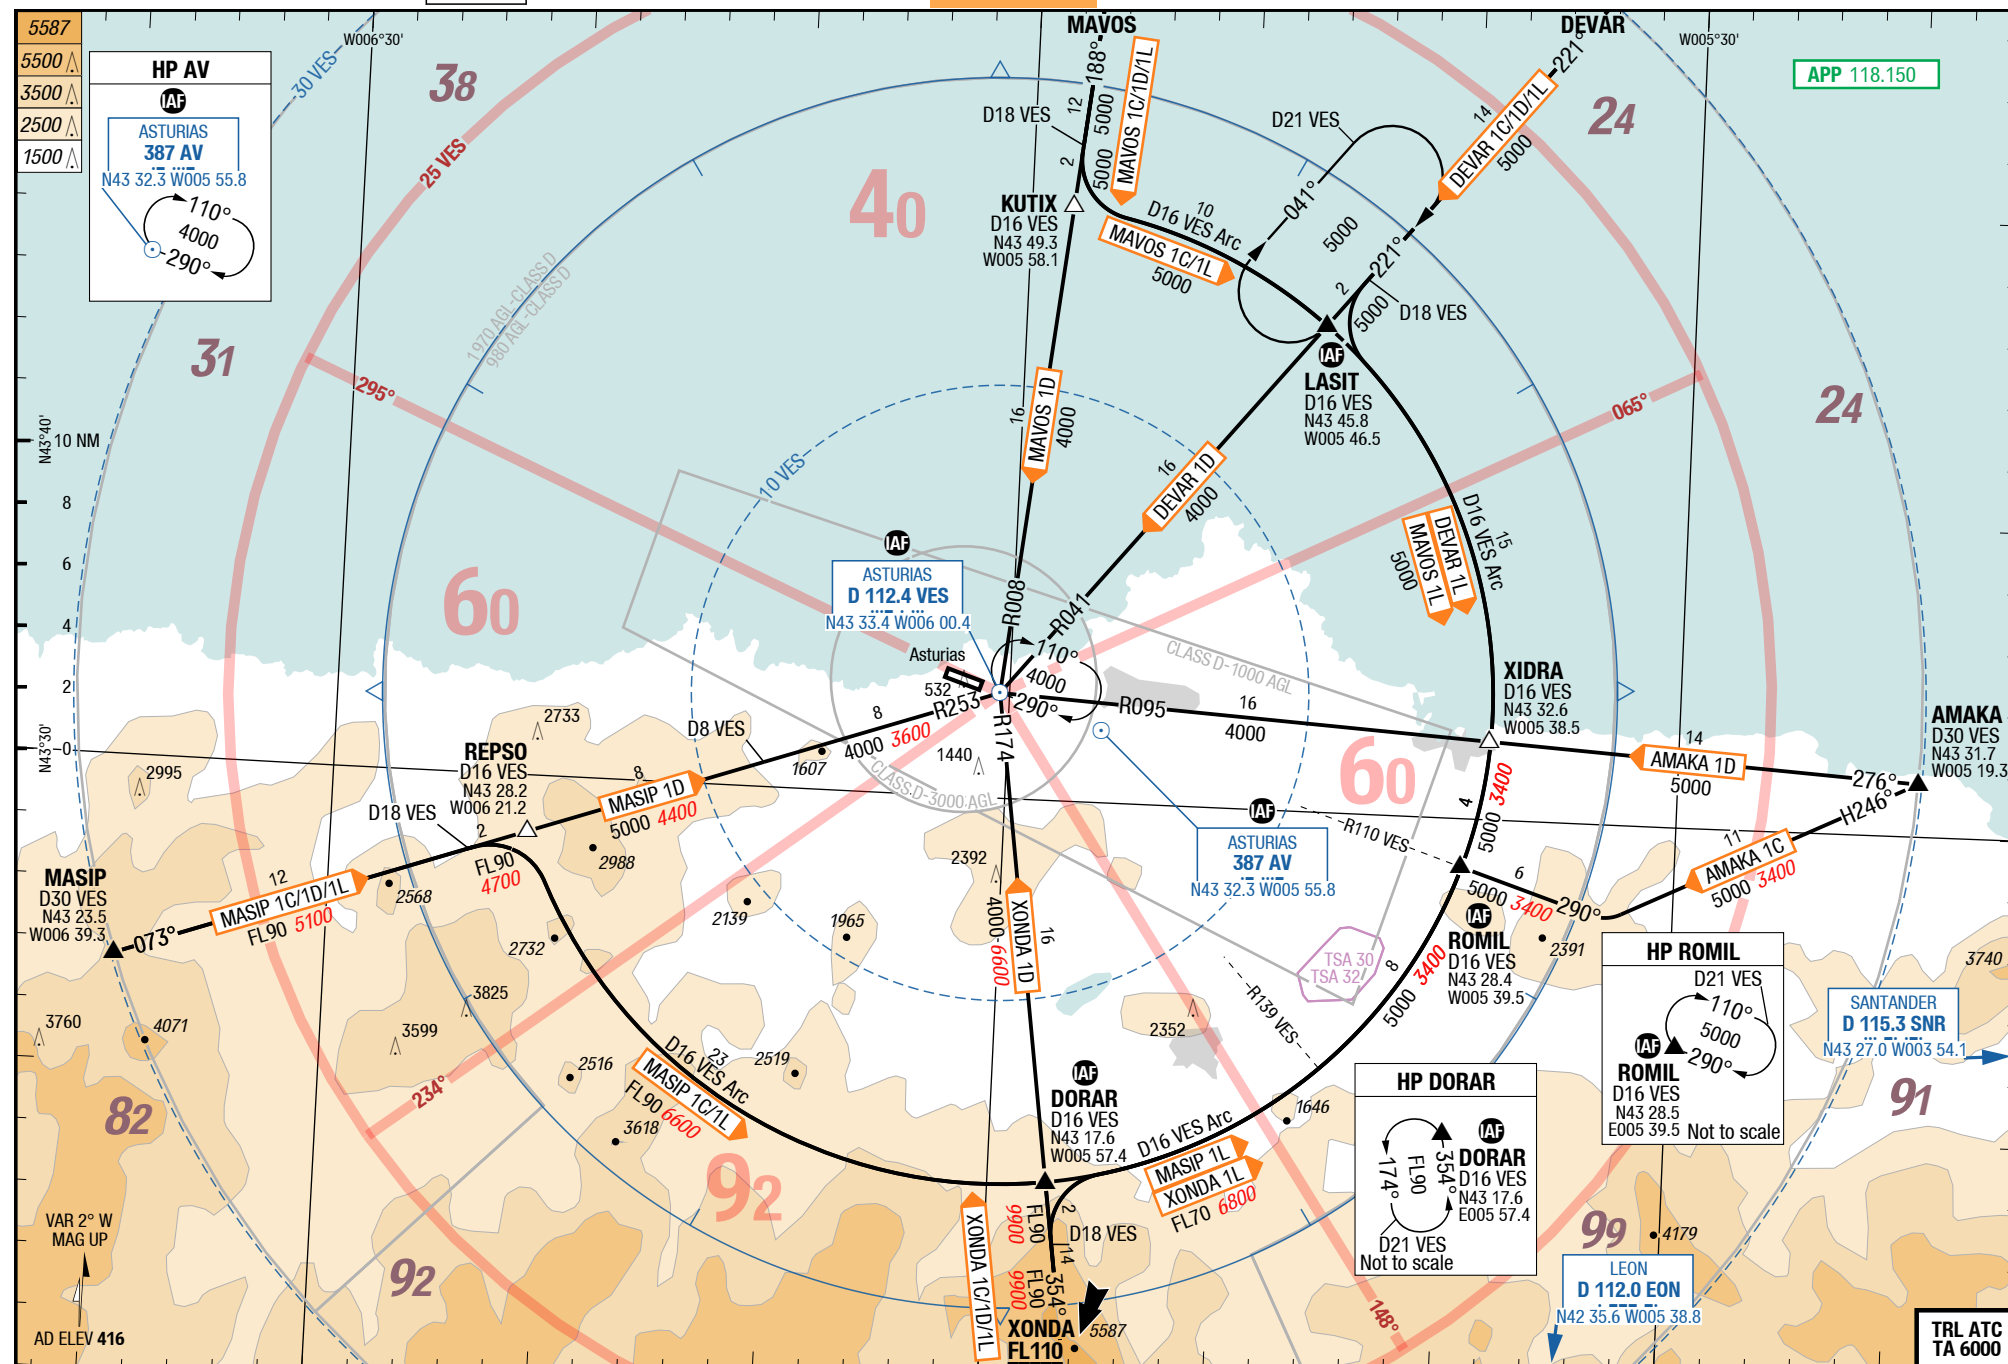 5587
5500
3500
2500
1500
HP AV
IAF
ASTURIAS
387 AV
N43 32.3 W005 55.8
110°
4000
290°
W006°30'
30 VES
38
25 VES
40
31
1970 AGL-CLASS D
980 AGL-CLASS D
295°
MAVOS
188°
12
5000
MAVOS 1C/1D/1L
D18 VES
2
5000
KUTIX
D16 VES
N43 49.3
W005 58.1
10
D16 VES Arc
MAVOS 1C/1L
5000
DEVAR
221°
14
DEVAR 1C/1D/1L
5000
D21 VES
041°
5000
221°
2
5000
D18 VES
IAF
LASIT
D16 VES
N43 45.8
W005 46.5
W005°30'
APP 118.150
24
24
065°
N43°40'
10 NM
8
6
4
2
0
N43°30'
16
MAVOS 1D
4000
16
DEVAR 1D
4000
10 VES
D16 VES Arc
15
DEVAR 1L
MAVOS 1L
5000
60
IAF
ASTURIAS
D 112.4 VES
N43 33.4 W006 00.4
R008
R041
Asturias
532
110°
4000
290°
CLASS D-1000 AGL
R095
16
4000
XIDRA
D16 VES
N43 32.6
W005 38.5
14
AMAKA 1D
5000
276°
AMAKA
D30 VES
N43 31.7
W005 19.3
H246°
11
AMAKA 1C
5000 3400
2733
D8 VES
8
R253
4000 3600
R174
1607
1440
CLASS D-3000 AGL
REPSO
D16 VES
N43 28.2
W006 21.2
8
MASIP 1D
5000 4400
2995
D18 VES
2
FL90
4700
2988
MASIP
D30 VES
N43 23.5
W006 39.3
073°
12
MASIP 1C/1D/1L
FL90 5100
2568
2732
2139
1965
2392
60
4
5000 3400
R110 VES
IAF
ASTURIAS
387 AV
N43 32.3 W005 55.8
6
5000 3400
290°
IAF
ROMIL
D16 VES
N43 28.4
W005 39.5
2391
XONDA 1D
16
4000-6600
TSA 30
TSA 32
8
5000 3400
R139 VES
2352
3760
4071
3825
3599
2516
2519
3618
D16 VES Arc
23
MASIP 1C/1L
FL90 6600
234°
82
92
92
IAF
DORAR
D16 VES
N43 17.6
W005 57.4
D16 VES Arc
MASIP 1L
XONDA 1L
FL70 6800
1646
HP ROMIL
D21 VES
110°
5000
290°
IAF
ROMIL
D16 VES
N43 28.5
E005 39.5
Not to scale
3740
SANTANDER
D 115.3 SNR
N43 27.0 W003 54.1
91
HP DORAR
IAF
DORAR
D16 VES
N43 17.6
E005 57.4
174°
FL90
354°
D21 VES
Not to scale
99
4179
LEON
D 112.0 EON
N42 35.6 W005 38.8
148°
VAR 2° W
MAG UP
AD ELEV 416
XONDA 1C/1D/1L
FL90
9900
2
D18 VES
14
FL90
9900
354°
XONDA
FL110
5587
TRL ATC
TA 6000